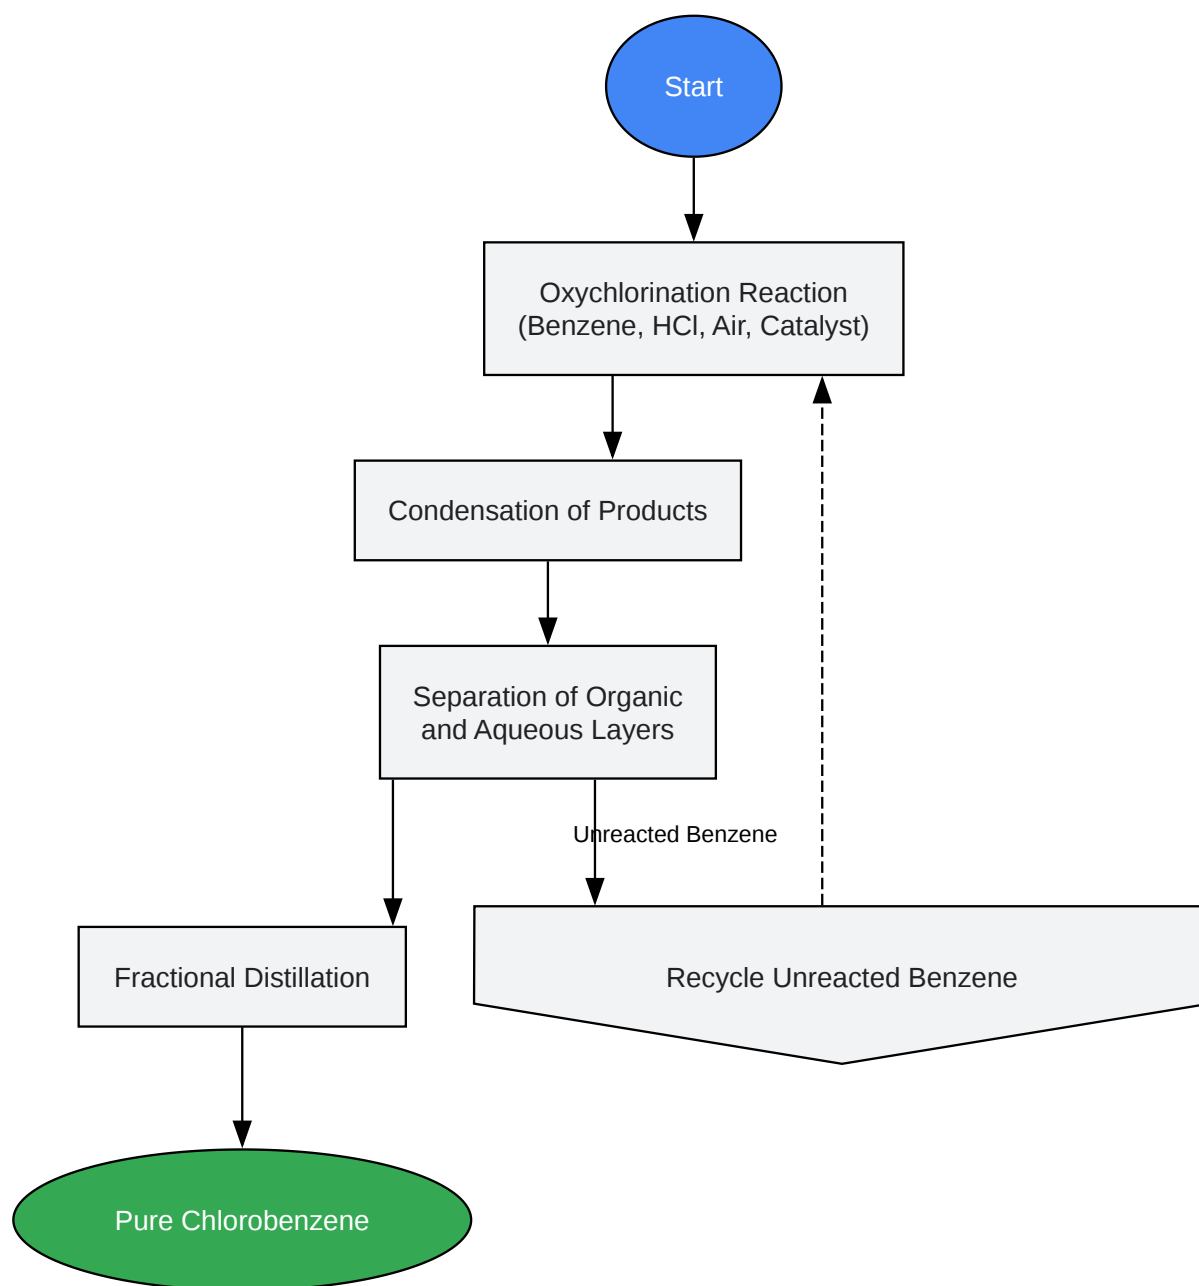 Start
Oxychlorination Reaction
(Benzene, HCl, Air, Catalyst)
Condensation of Products
Separation of Organic
and Aqueous Layers
Unreacted Benzene
Fractional Distillation
Recycle Unreacted Benzene
Pure Chlorobenzene